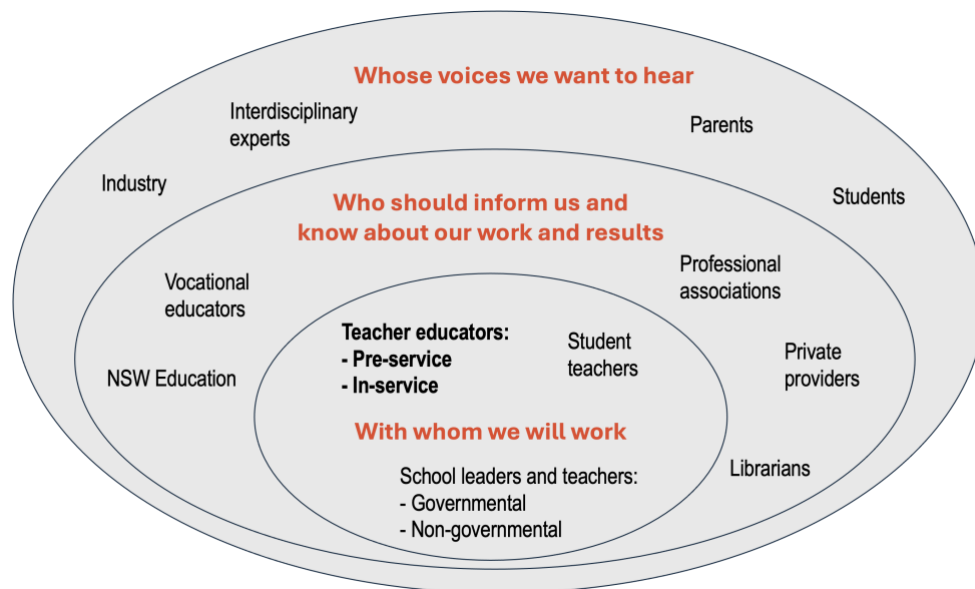 Whose voices we want to hear
Interdisciplinary
experts
Parents
Industry
Students
Who should inform us and
know about our work and results
Vocational
educators
Professional
associations
NSW Education
Private
providers
Librarians
Teacher educators:
- Pre-service
- In-service
Student
teachers
With whom we will work
School leaders and teachers:
- Governmental
- Non-governmental